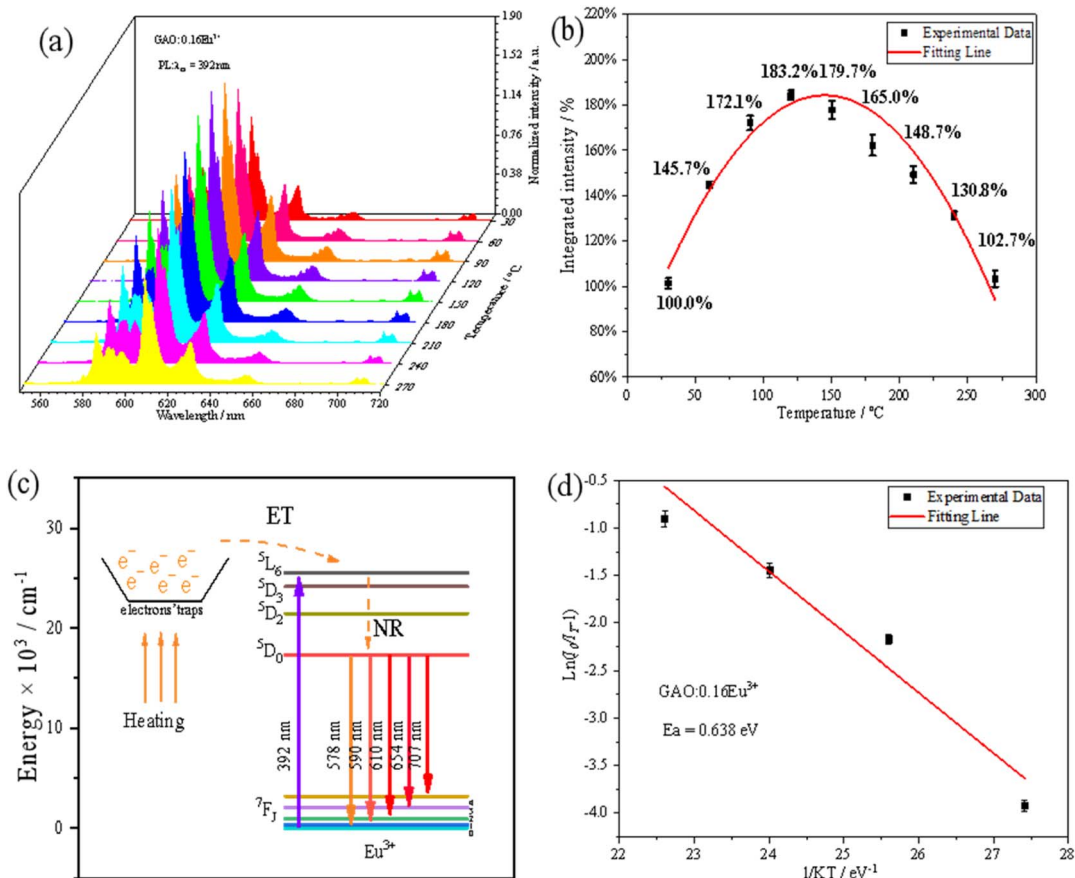 (a)
GAO:0.16Eu³⁺
PL:λex = 392nm
1.90
1.52
1.14
0.76
0.38
0.00
Normalized intensity / a.u.
30
60
90
120
150
180
210
240
270
Temperature / °C
560 580 600 620 640 660 680 700 720
Wavelength / nm
(b)
220%
200%
180%
160%
140%
120%
100%
80%
60%
Integrated intensity / %
Experimental Data
Fitting Line
100.0%
145.7%
172.1%
183.2%
179.7%
165.0%
148.7%
130.8%
102.7%
0 50 100 150 200 250 300
Temperature / °C
(c)
Energy × 10³ / cm⁻¹
30
20
10
0
ET
e⁻ e⁻ e⁻
e⁻ e⁻ e⁻
electrons' traps
Heating
⁵L₆
⁵D₃
⁵D₂
⁵D₀
NR
392 nm
578 nm
590 nm
610 nm
654 nm
707 nm
⁷FJ
Eu³⁺
(d)
-0.5
-1.0
-1.5
-2.0
-2.5
-3.0
-3.5
-4.0
Ln(I₀/IT-1)
Experimental Data
Fitting Line
GAO:0.16Eu³⁺
Ea = 0.638 eV
22 23 24 25 26 27 28
1/KT / eV⁻¹